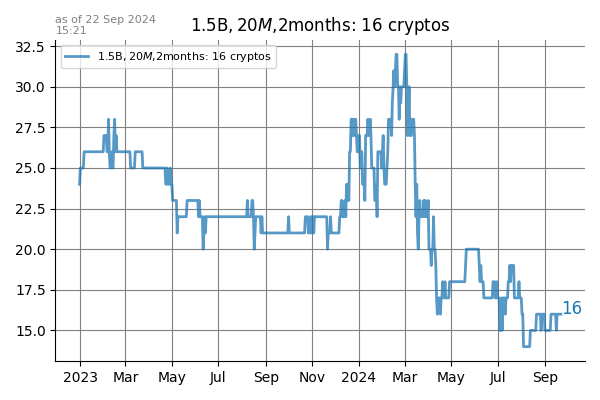 as of 22 Sep 2024
15:21
1.5B, 20M,2months: 16 cryptos
1.5B, 20M,2months: 16 cryptos
32.5
30.0
27.5
25.0
22.5
20.0
17.5
15.0
16
2023 Mar May Jul Sep Nov 2024 Mar May Jul Sep